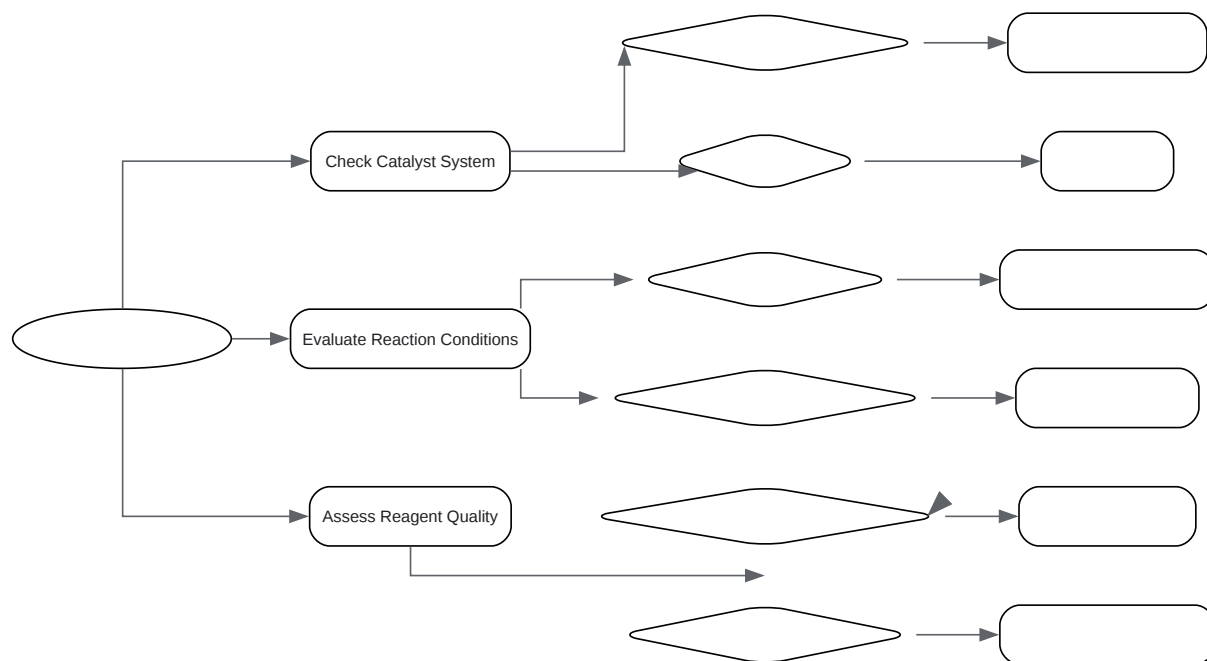 Check Catalyst System
Evaluate Reaction Conditions
Assess Reagent Quality